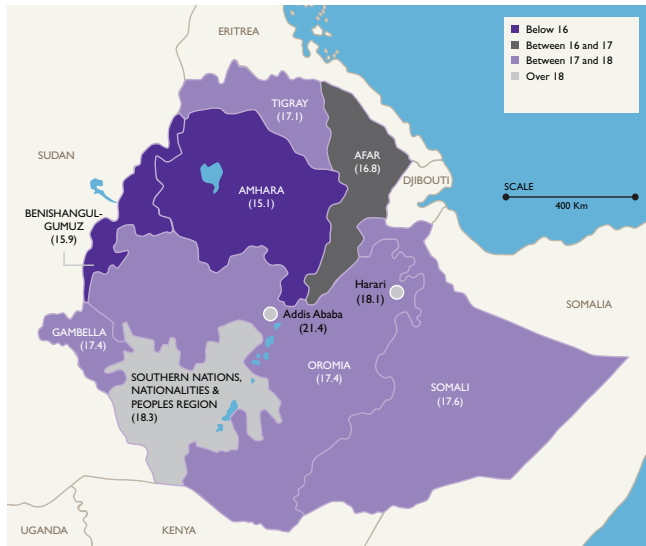 ERITREA
Below 16
Between 16 and 17
Between 17 and 18
Over 18
TIGRAY
(17.1)
SUDAN
AFAR
(16.8)
DJIBOUTI
AMHARA
(15.1)
SCALE
400 Km
BENISHANGUL-
GUMUZ
(15.9)
Harari
(18.1)
SOMALIA
Addis Ababa
(21.4)
GAMBELLA
(17.4)
OROMIA
(17.4)
SOUTHERN NATIONS,
NATIONALITIES &
PEOPLES REGION
(18.3)
SOMALI
(17.6)
UGANDA
KENYA